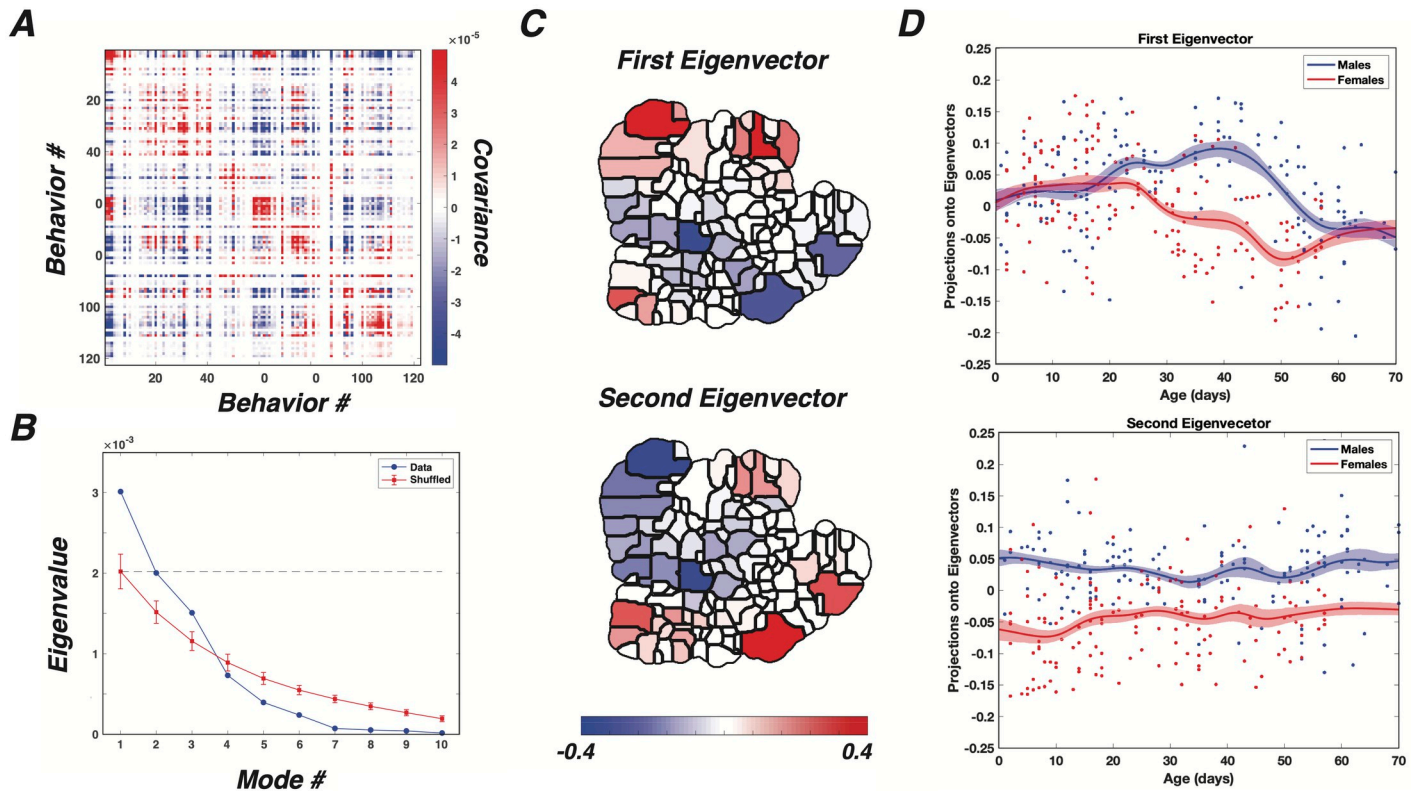 A
×10⁻⁵
4
3
2
1
0
-1
-2
-3
-4
Covariance
Behavior #
20
40
0
0
100
120
20
40
0
0
100
120
Behavior #
B
×10⁻³
Data
Shuffled
3
2
1
0
Eigenvalue
1 2 3 4 5 6 7 8 9 10
Mode #
C
First Eigenvector
Second Eigenvector
-0.4
0.4
D
First Eigenvector
Males
Females
0.25
0.2
0.15
0.1
0.05
0
-0.05
-0.1
-0.15
-0.2
-0.25
Projections onto Eigenvectors
0 10 20 30 40 50 60 70
Age (days)
Second Eigenvecetor
Males
Females
0.25
0.2
0.15
0.1
0.05
0
-0.05
-0.1
-0.15
-0.2
-0.25
Projections onto Eigenvectors
0 10 20 30 40 50 60 70
Age (days)